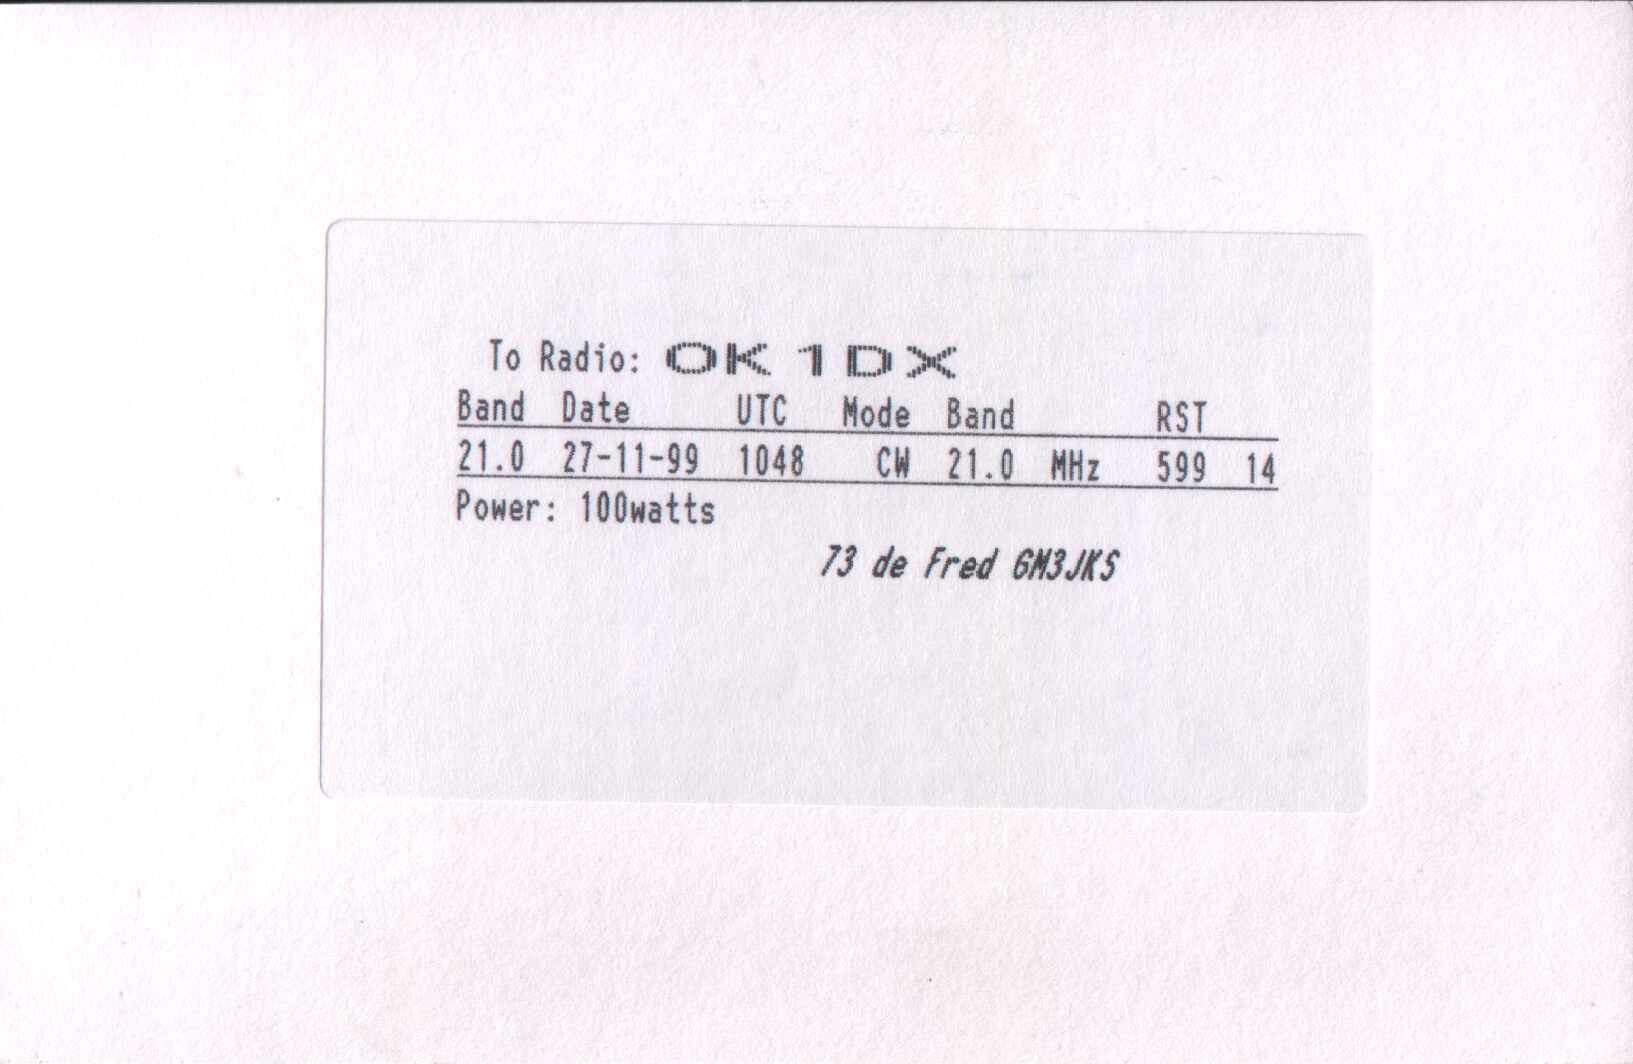 To Radio: OK1DX
Band Date UTC Mode Band RST
21.0 27-11-99 1048 CW 21.0 MHz 599 14
Power: 100watts
73 de Fred GM3JKS